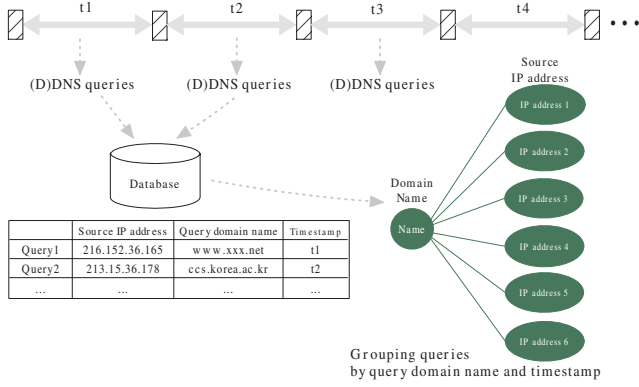 t1 t2 t3 t4
(D)DNS queries (D)DNS queries (D)DNS queries
Source
IP address
IP address 1
IP address 2
IP address 3
IP address 4
IP address 5
IP address 6
Database
Domain
Name
Name
Source IP address Query domain name Timestamp
Query1 216.152.36.165 www.xxx.net t1
Query2 213.15.36.178 ccs.korea.ac.kr t2
... ... ... ...
Grouping queries
by query domain name and timestamp